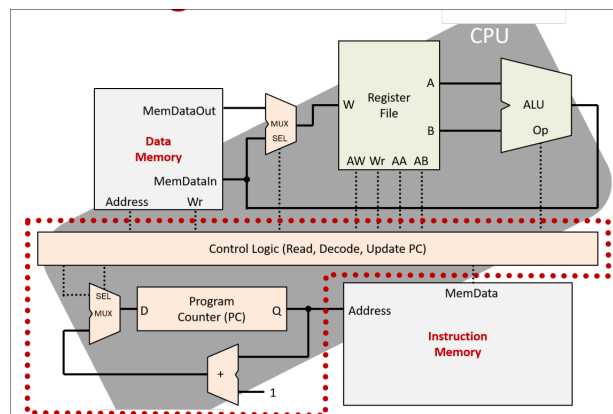 CPU
MemDataOut
Data
Memory
MemDataIn
Address
Wr
MUX
SEL
W
Register
File
A
B
AW
Wr
AA
AB
ALU
Op
Control Logic (Read, Decode, Update PC)
SEL
MUX
D
Program
Counter (PC)
Q
Address
MemData
Instruction
Memory
+
1